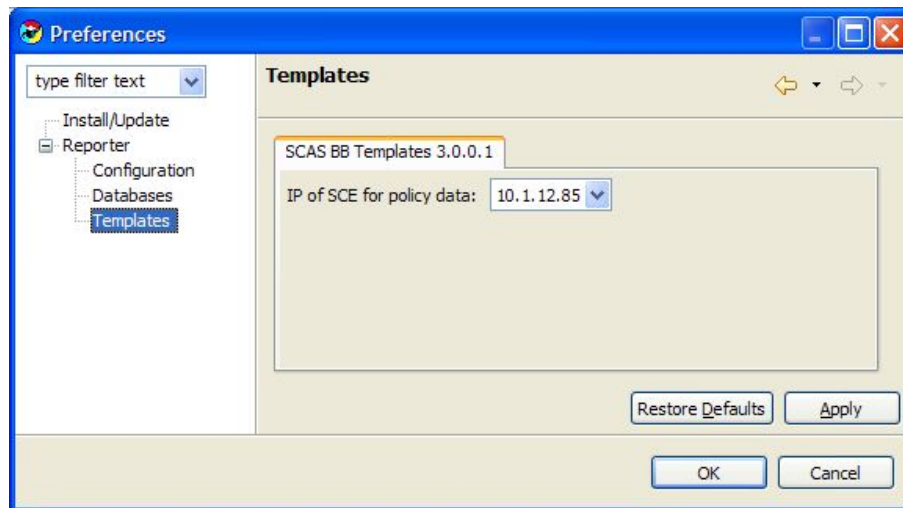 Preferences
type filter text
Install/Update
Reporter
Configuration
Databases
Templates
Templates
SCAS BB Templates 3.0.0.1
IP of SCE for policy data: 10.1.12.85
Restore Defaults Apply
OK Cancel